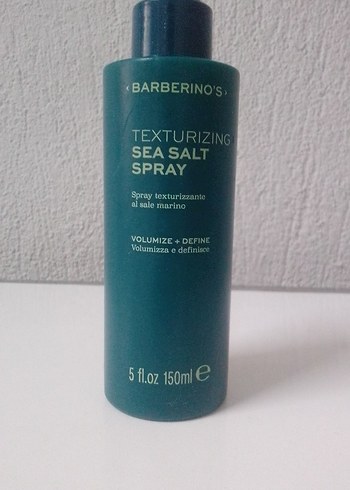 ‹ BARBERINO'S ›
TEXTURIZING
SEA SALT
SPRAY
Spray texturizzante
al sale marino
VOLUMIZE + DEFINE
Volumizza e definisce
5 fl.oz 150ml ℮